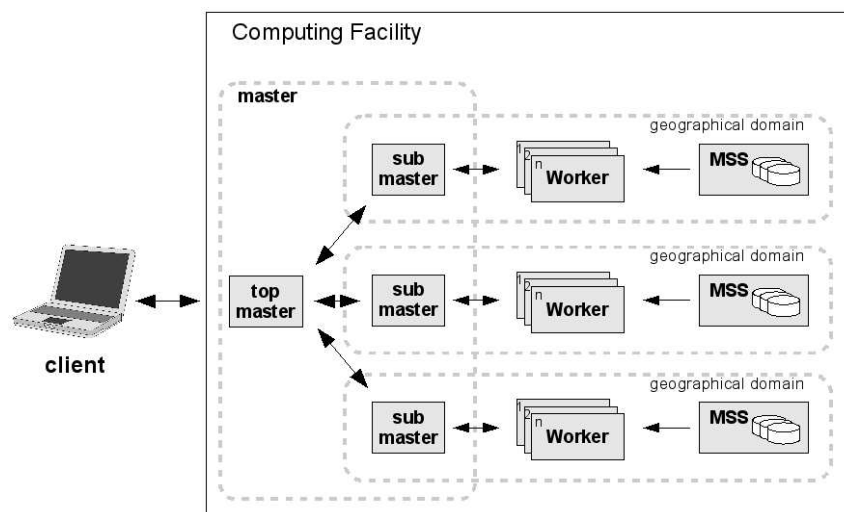 Computing Facility
master
geographical domain
sub
master
1
2
n
Worker
MSS
geographical domain
top
master
sub
master
1
2
n
Worker
MSS
client
geographical domain
sub
master
1
2
n
Worker
MSS